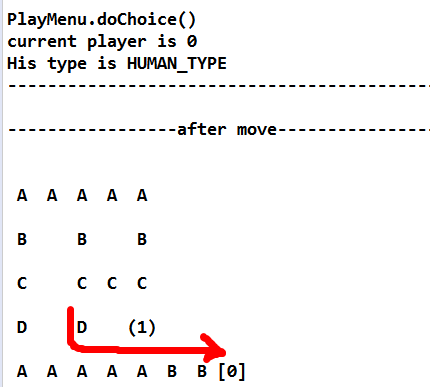 PlayMenu.doChoice()
current player is 0
His type is HUMAN_TYPE
-------------------------------------------
-----------------after move----------------
A A A A A
B B B
C C C C
D D (1)
A A A A A B B [0]